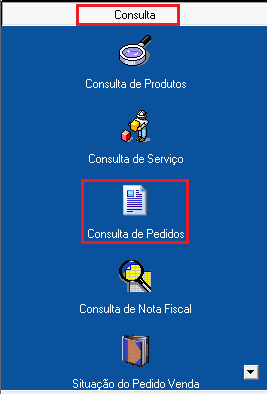 Consulta
Consulta de Produtos
Consulta de Serviço
Consulta de Pedidos
Consulta de Nota Fiscal
Situação do Pedido Venda